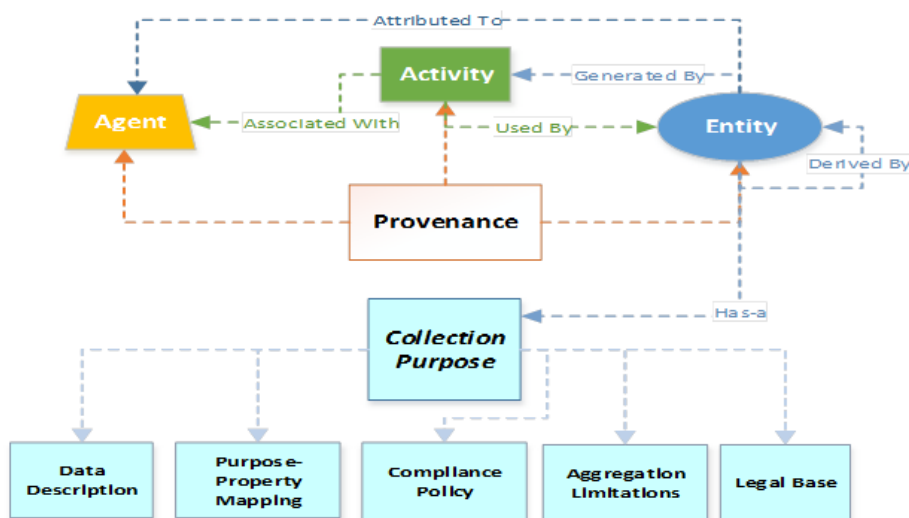 Attributed To
Activity
Generated By
Agent
Associated With
Used By
Entity
Derived By
Provenance
Has-a
Collection
Purpose
Data
Description
Purpose-
Property
Mapping
Compliance
Policy
Aggregation
Limitations
Legal Base